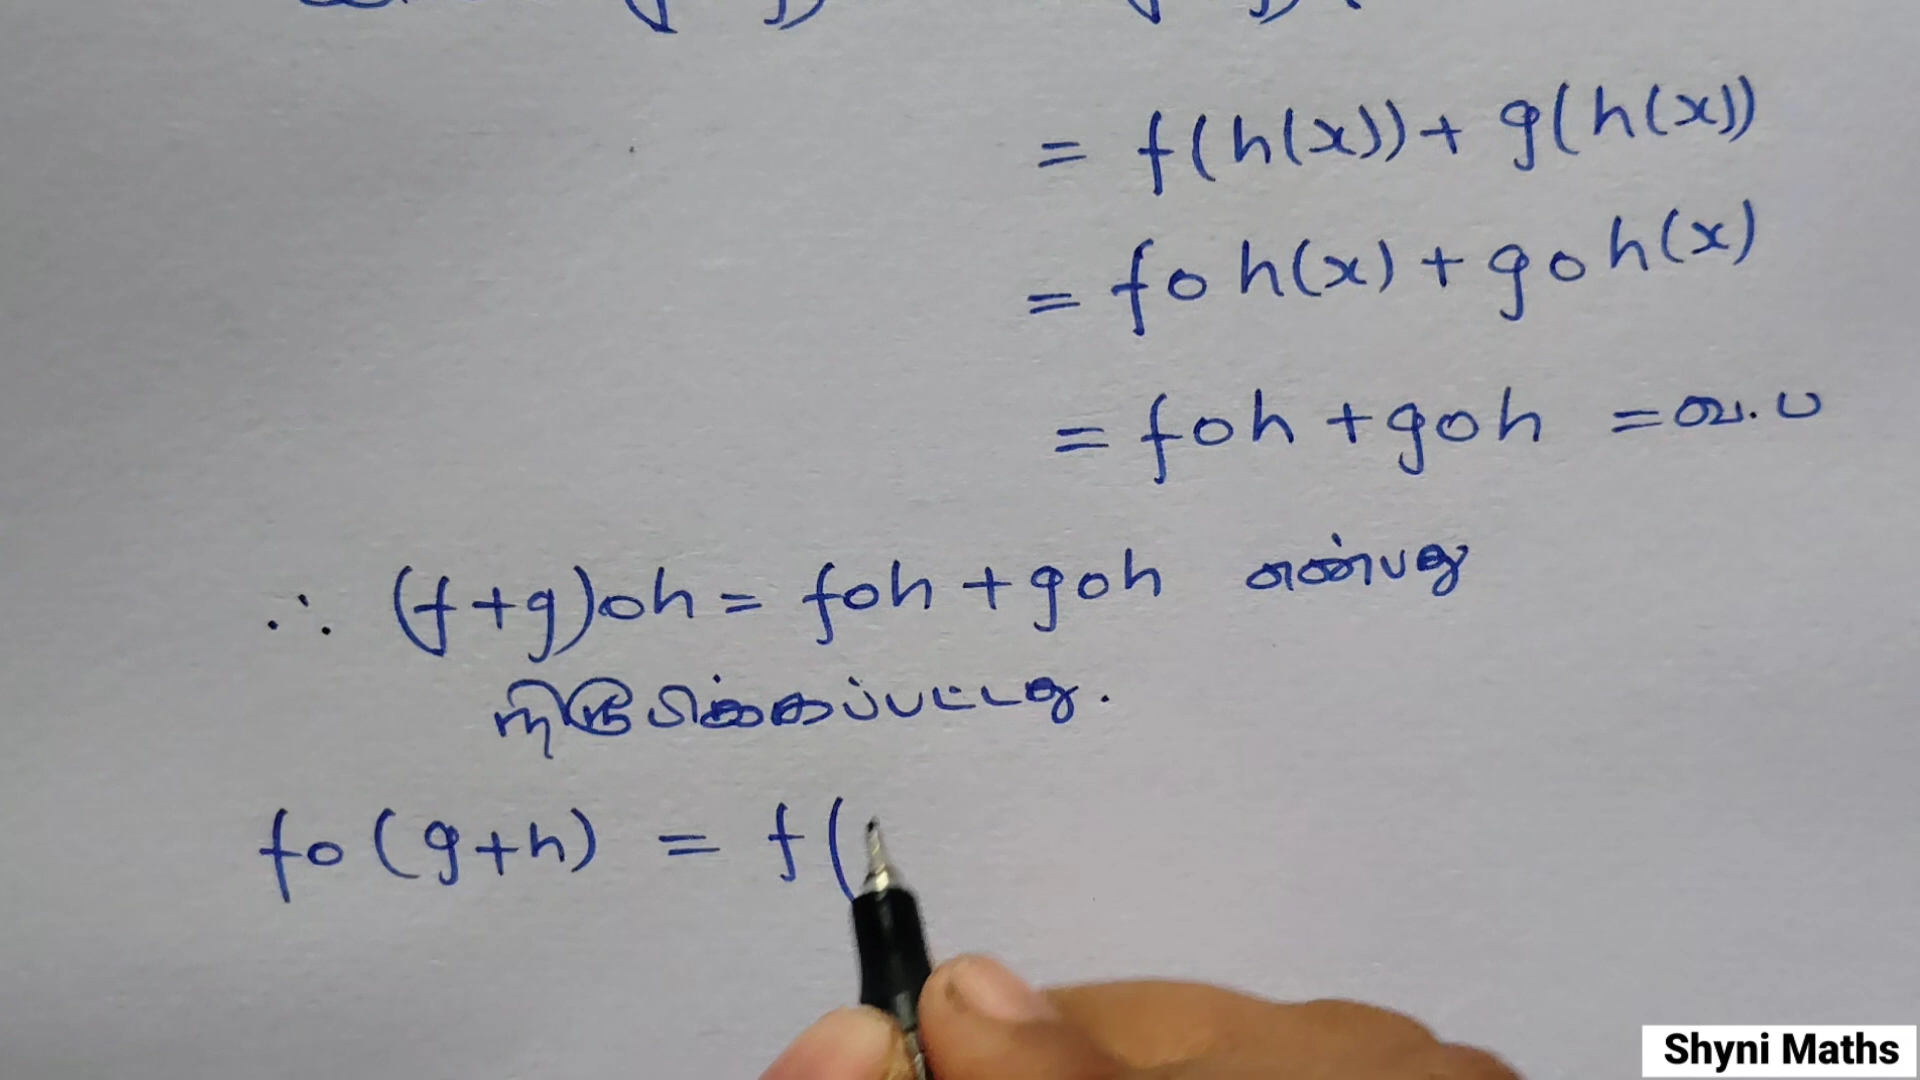 = f(h(x)) + g(h(x))
= foh(x) + goh(x)
= foh + goh = வ.ப
∴ (f+g)oh = foh + goh என்பது
நிரூபிக்கப்பட்டது.
fo(g+h) = f(
Shyni Maths